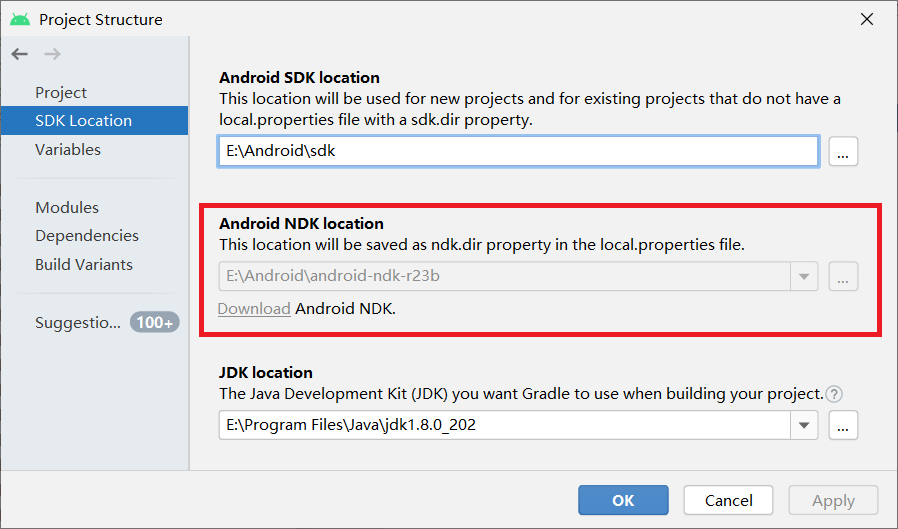 Project Structure
Project
SDK Location
Variables
Modules
Dependencies
Build Variants
Suggestio... 100+
Android SDK location
This location will be used for new projects and for existing projects that do not have a
local.properties file with a sdk.dir property.
E:\Android\sdk
...
Android NDK location
This location will be saved as ndk.dir property in the local.properties file.
E:\Android\android-ndk-r23b
...
Download Android NDK.
JDK location
The Java Development Kit (JDK) you want Gradle to use when building your project. ?
E:\Program Files\Java\jdk1.8.0_202
...
OK
Cancel
Apply